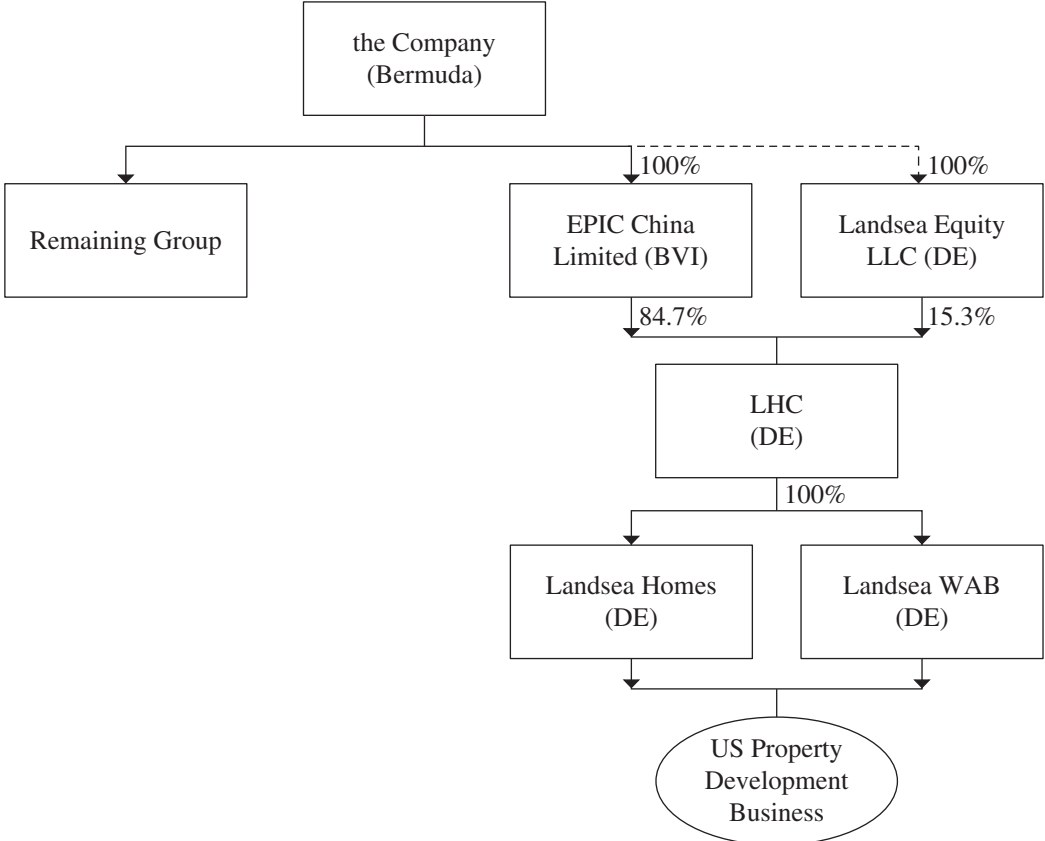 the Company
(Bermuda)
100%
100%
Remaining Group
EPIC China
Limited (BVI)
Landsea Equity
LLC (DE)
84.7%
15.3%
LHC
(DE)
100%
Landsea Homes
(DE)
Landsea WAB
(DE)
US Property
Development
Business